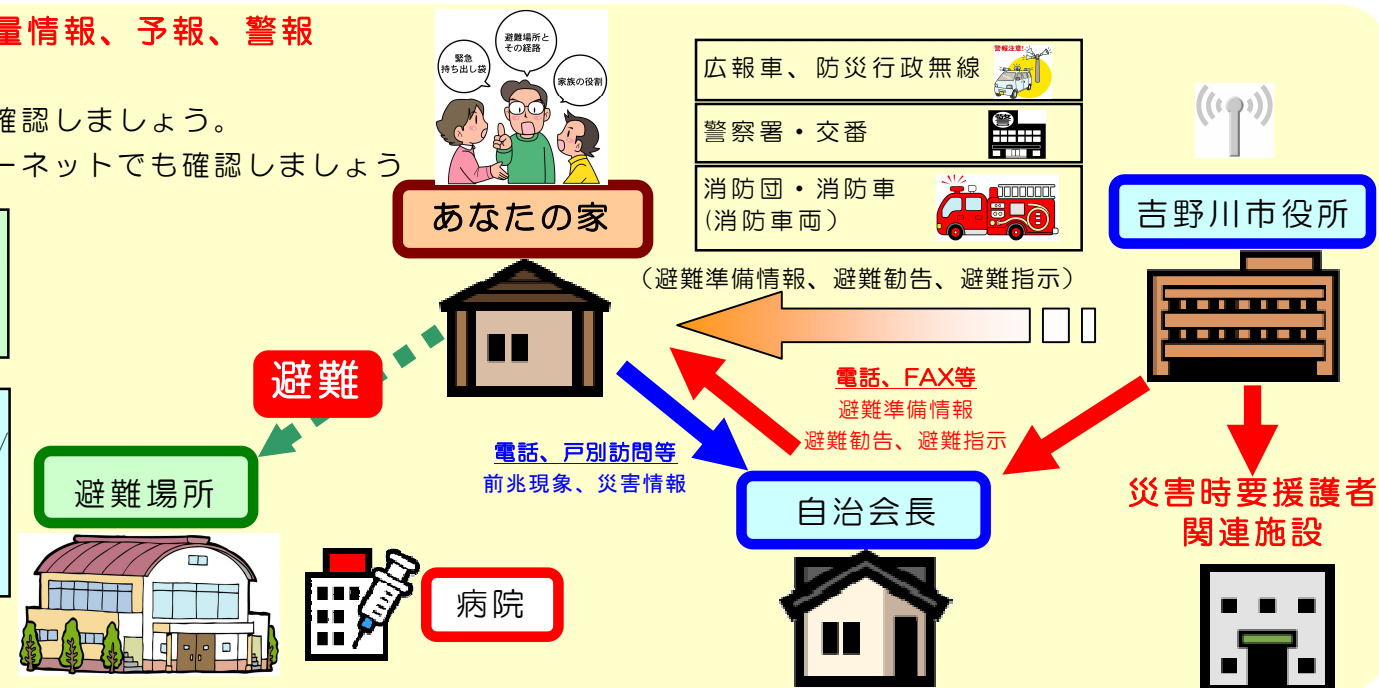 量情報、予報、警報
確認しましょう。
ーネットでも確認しましょう
緊急
持ち出し袋
避難場所と
その経路
家族の役割
あなたの家
広報車、防災行政無線
警報注意!
警察署・交番
警
消防団・消防車
(消防車両)
吉野川市役所
(避難準備情報、避難勧告、避難指示)
避難
電話、FAX等
避難準備情報
避難勧告、避難指示
電話、戸別訪問等
前兆現象、災害情報
避難場所
自治会長
災害時要援護者
関連施設
病院